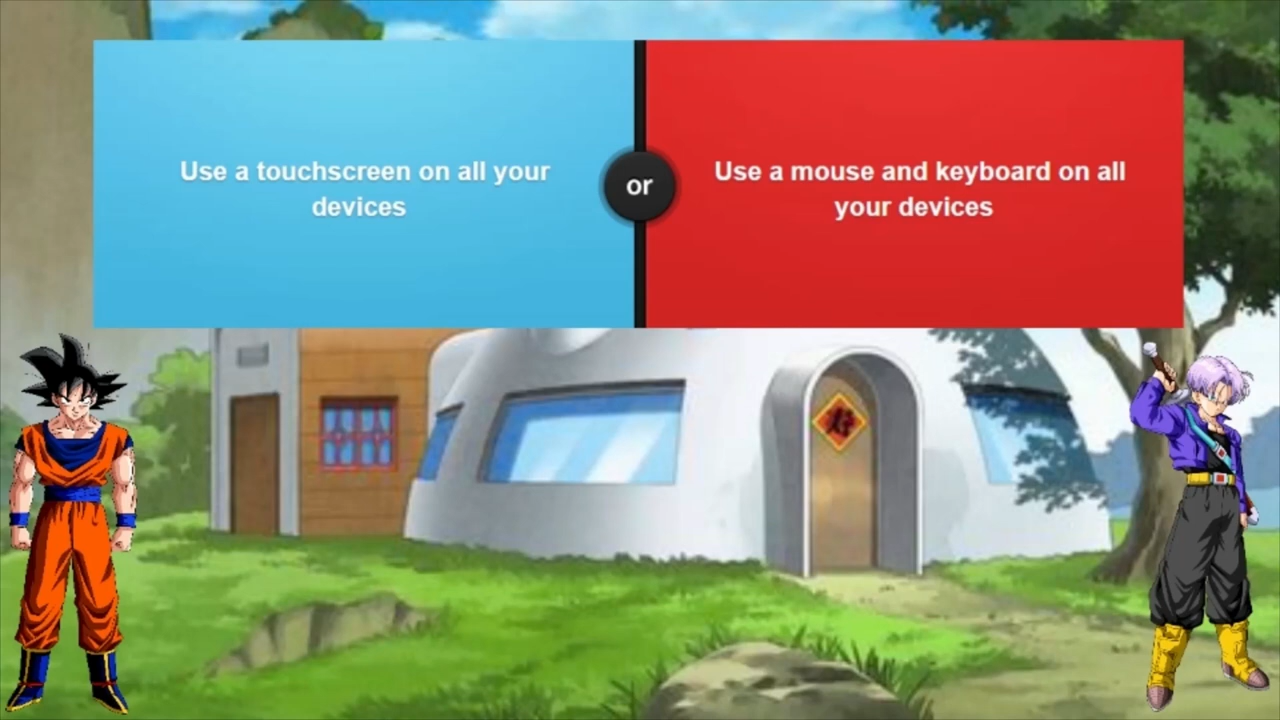 Use a touchscreen on all your
devices
or
Use a mouse and keyboard on all
your devices